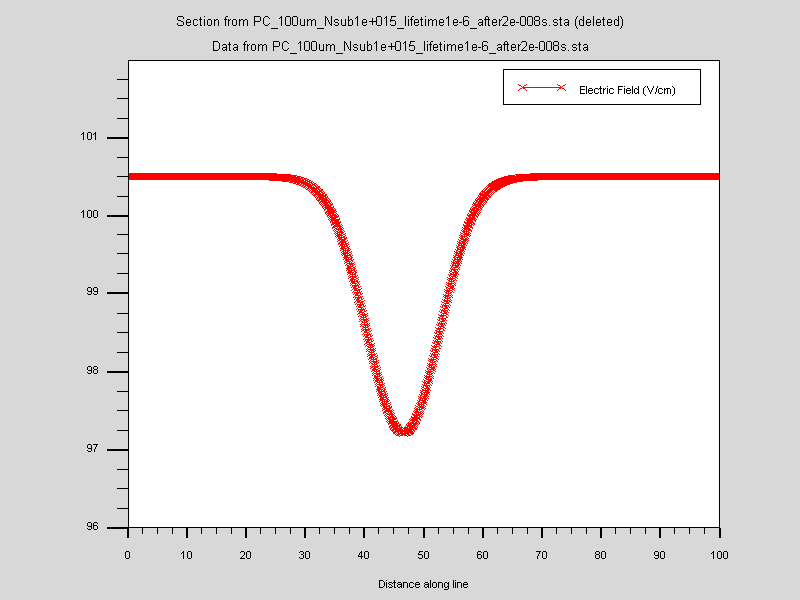 Section from PC_100um_Nsub1e+015_lifetime1e-6_after2e-008s.sta (deleted)
Data from PC_100um_Nsub1e+015_lifetime1e-6_after2e-008s.sta
Electric Field (V/cm)
101
100
99
98
97
96
0 10 20 30 40 50 60 70 80 90 100
Distance along line